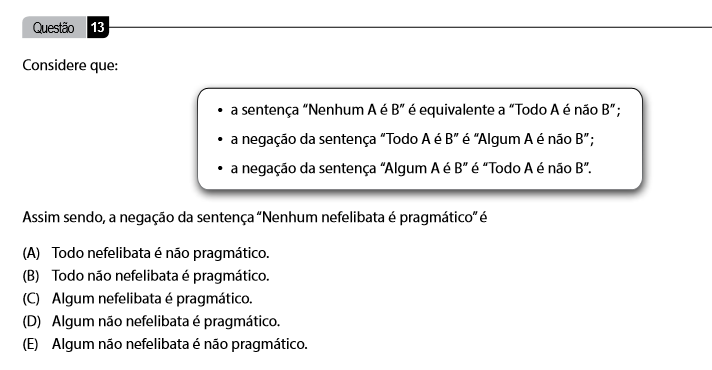 Questão 13
Considere que:
• a sentença “Nenhum A é B” é equivalente a “Todo A é não B”;
• a negação da sentença “Todo A é B” é “Algum A é não B”;
• a negação da sentença “Algum A é B” é “Todo A é não B”.
Assim sendo, a negação da sentença “Nenhum nefelibata é pragmático” é
(A) Todo nefelibata é não pragmático.
(B) Todo não nefelibata é pragmático.
(C) Algum nefelibata é pragmático.
(D) Algum não nefelibata é pragmático.
(E) Algum não nefelibata é não pragmático.